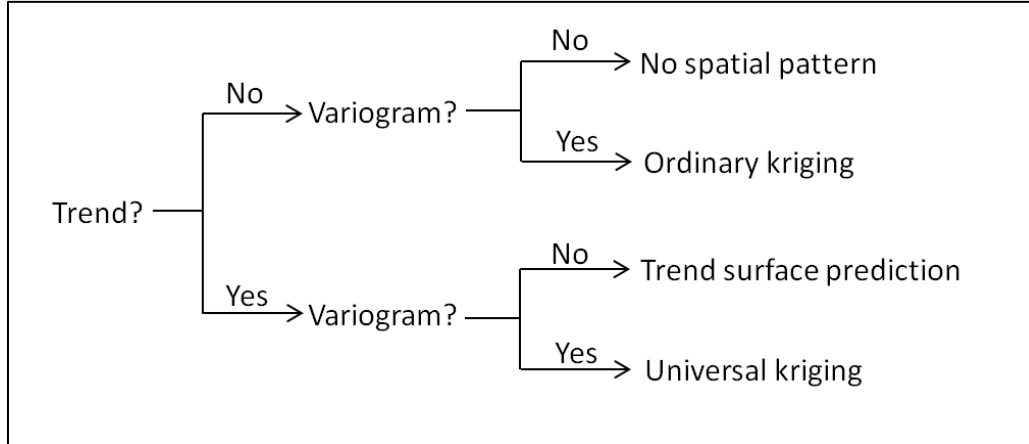 No
No spatial pattern
No
Variogram?
Yes
Ordinary kriging
Trend?
No
Trend surface prediction
Yes
Variogram?
Yes
Universal kriging